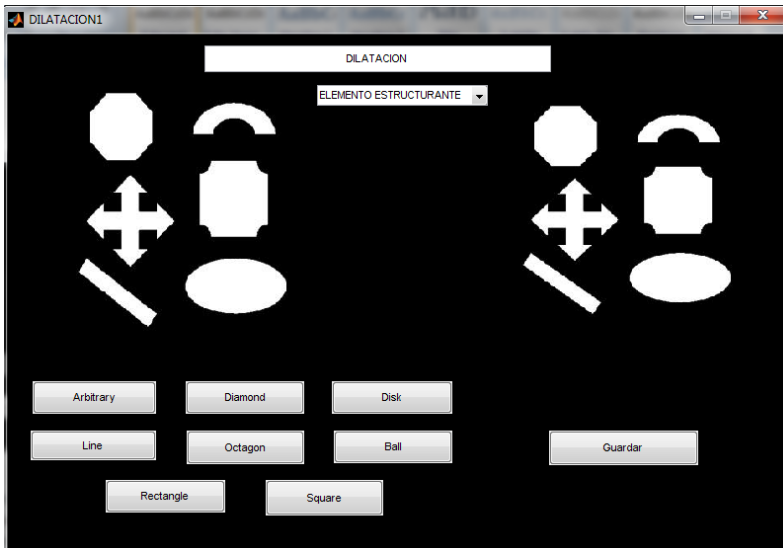 DILATACION1
DILATACION
ELEMENTO ESTRUCTURANTE
Arbitrary
Diamond
Disk
Line
Octagon
Ball
Guardar
Rectangle
Square